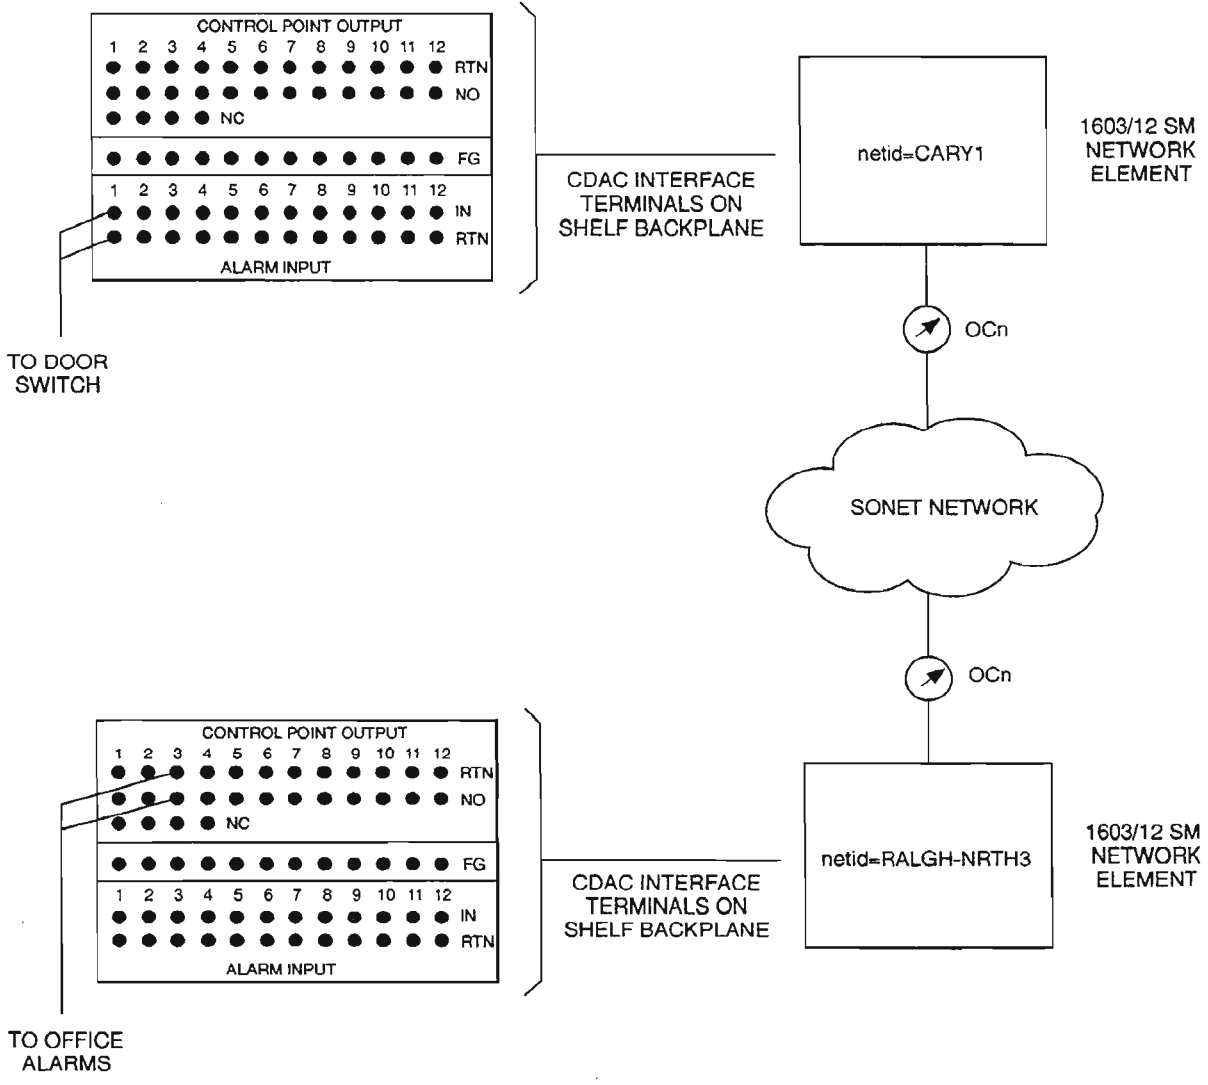 CONTROL POINT OUTPUT
1 2 3 4 5 6 7 8 9 10 11 12
RTN
NO
NC
FG
1 2 3 4 5 6 7 8 9 10 11 12
IN
RTN
ALARM INPUT
TO DOOR
SWITCH
CDAC INTERFACE
TERMINALS ON
SHELF BACKPLANE
netid=CARY1
1603/12 SM
NETWORK
ELEMENT
OCn
SONET NETWORK
OCn
CONTROL POINT OUTPUT
1 2 3 4 5 6 7 8 9 10 11 12
RTN
NO
NC
FG
1 2 3 4 5 6 7 8 9 10 11 12
IN
RTN
ALARM INPUT
TO OFFICE
ALARMS
CDAC INTERFACE
TERMINALS ON
SHELF BACKPLANE
netid=RALGH-NRTH3
1603/12 SM
NETWORK
ELEMENT